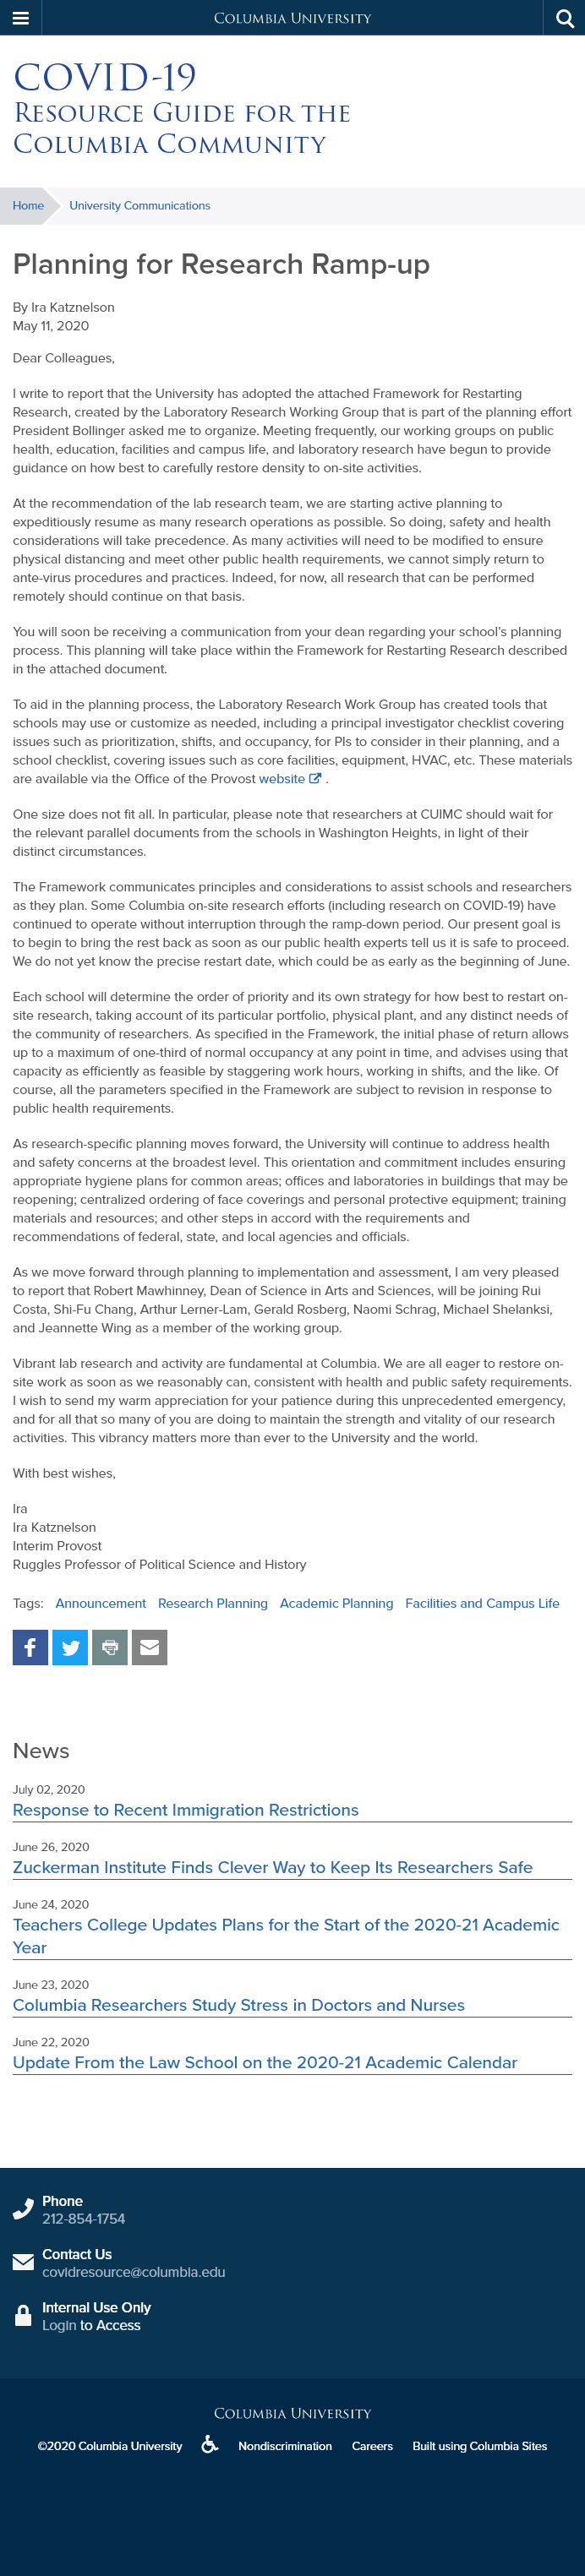 Columbia University
COVID-19
Resource Guide for the
Columbia Community
Home University Communications
Planning for Research Ramp-up
By Ira Katznelson
May 11, 2020
Dear Colleagues,
I write to report that the University has adopted the attached Framework for Restarting
Research, created by the Laboratory Research Working Group that is part of the planning effort
President Bollinger asked me to organize. Meeting frequently, our working groups on public
health, education, facilities and campus life, and laboratory research have begun to provide
guidance on how best to carefully restore density to on-site activities.
At the recommendation of the lab research team, we are starting active planning to
expeditiously resume as many research operations as possible. So doing, safety and health
considerations will take precedence. As many activities will need to be modified to ensure
physical distancing and meet other public health requirements, we cannot simply return to
ante-virus procedures and practices. Indeed, for now, all research that can be performed
remotely should continue on that basis.
You will soon be receiving a communication from your dean regarding your school's planning
process. This planning will take place within the Framework for Restarting Research described
in the attached document.
To aid in the planning process, the Laboratory Research Work Group has created tools that
schools may use or customize as needed, including a principal investigator checklist covering
issues such as prioritization, shifts, and occupancy, for PIs to consider in their planning, and a
school checklist, covering issues such as core facilities, equipment, HVAC, etc. These materials
are available via the Office of the Provost website .
One size does not fit all. In particular, please note that researchers at CUIMC should wait for
the relevant parallel documents from the schools in Washington Heights, in light of their
distinct circumstances.
The Framework communicates principles and considerations to assist schools and researchers
as they plan. Some Columbia on-site research efforts (including research on COVID-19) have
continued to operate without interruption through the ramp-down period. Our present goal is
to begin to bring the rest back as soon as our public health experts tell us it is safe to proceed.
We do not yet know the precise restart date, which could be as early as the beginning of June.
Each school will determine the order of priority and its own strategy for how best to restart on-
site research, taking account of its particular portfolio, physical plant, and any distinct needs of
the community of researchers. As specified in the Framework, the initial phase of return allows
up to a maximum of one-third of normal occupancy at any point in time, and advises using that
capacity as efficiently as feasible by staggering work hours, working in shifts, and the like. Of
course, all the parameters specified in the Framework are subject to revision in response to
public health requirements.
As research-specific planning moves forward, the University will continue to address health
and safety concerns at the broadest level. This orientation and commitment includes ensuring
appropriate hygiene plans for common areas; offices and laboratories in buildings that may be
reopening; centralized ordering of face coverings and personal protective equipment; training
materials and resources; and other steps in accord with the requirements and
recommendations of federal, state, and local agencies and officials.
As we move forward through planning to implementation and assessment, I am very pleased
to report that Robert Mawhinney, Dean of Science in Arts and Sciences, will be joining Rui
Costa, Shi-Fu Chang, Arthur Lerner-Lam, Gerald Rosberg, Naomi Schrag, Michael Shelanksi,
and Jeannette Wing as a member of the working group.
Vibrant lab research and activity are fundamental at Columbia. We are all eager to restore on-
site work as soon as we reasonably can, consistent with health and public safety requirements.
I wish to send my warm appreciation for your patience during this unprecedented emergency,
and for all that so many of you are doing to maintain the strength and vitality of our research
activities. This vibrancy matters more than ever to the University and the world.
With best wishes,
Ira
Ira Katznelson
Interim Provost
Ruggles Professor of Political Science and History
Tags: Announcement Research Planning Academic Planning Facilities and Campus Life
News
July 02, 2020
Response to Recent Immigration Restrictions
June 26, 2020
Zuckerman Institute Finds Clever Way to Keep Its Researchers Safe
June 24, 2020
Teachers College Updates Plans for the Start of the 2020-21 Academic
Year
June 23, 2020
Columbia Researchers Study Stress in Doctors and Nurses
June 22, 2020
Update From the Law School on the 2020-21 Academic Calendar
Phone
212-854-1754
Contact Us
covidresource@columbia.edu
Internal Use Only
Login to Access
Columbia University
©2020 Columbia University Nondiscrimination Careers Built using Columbia Sites